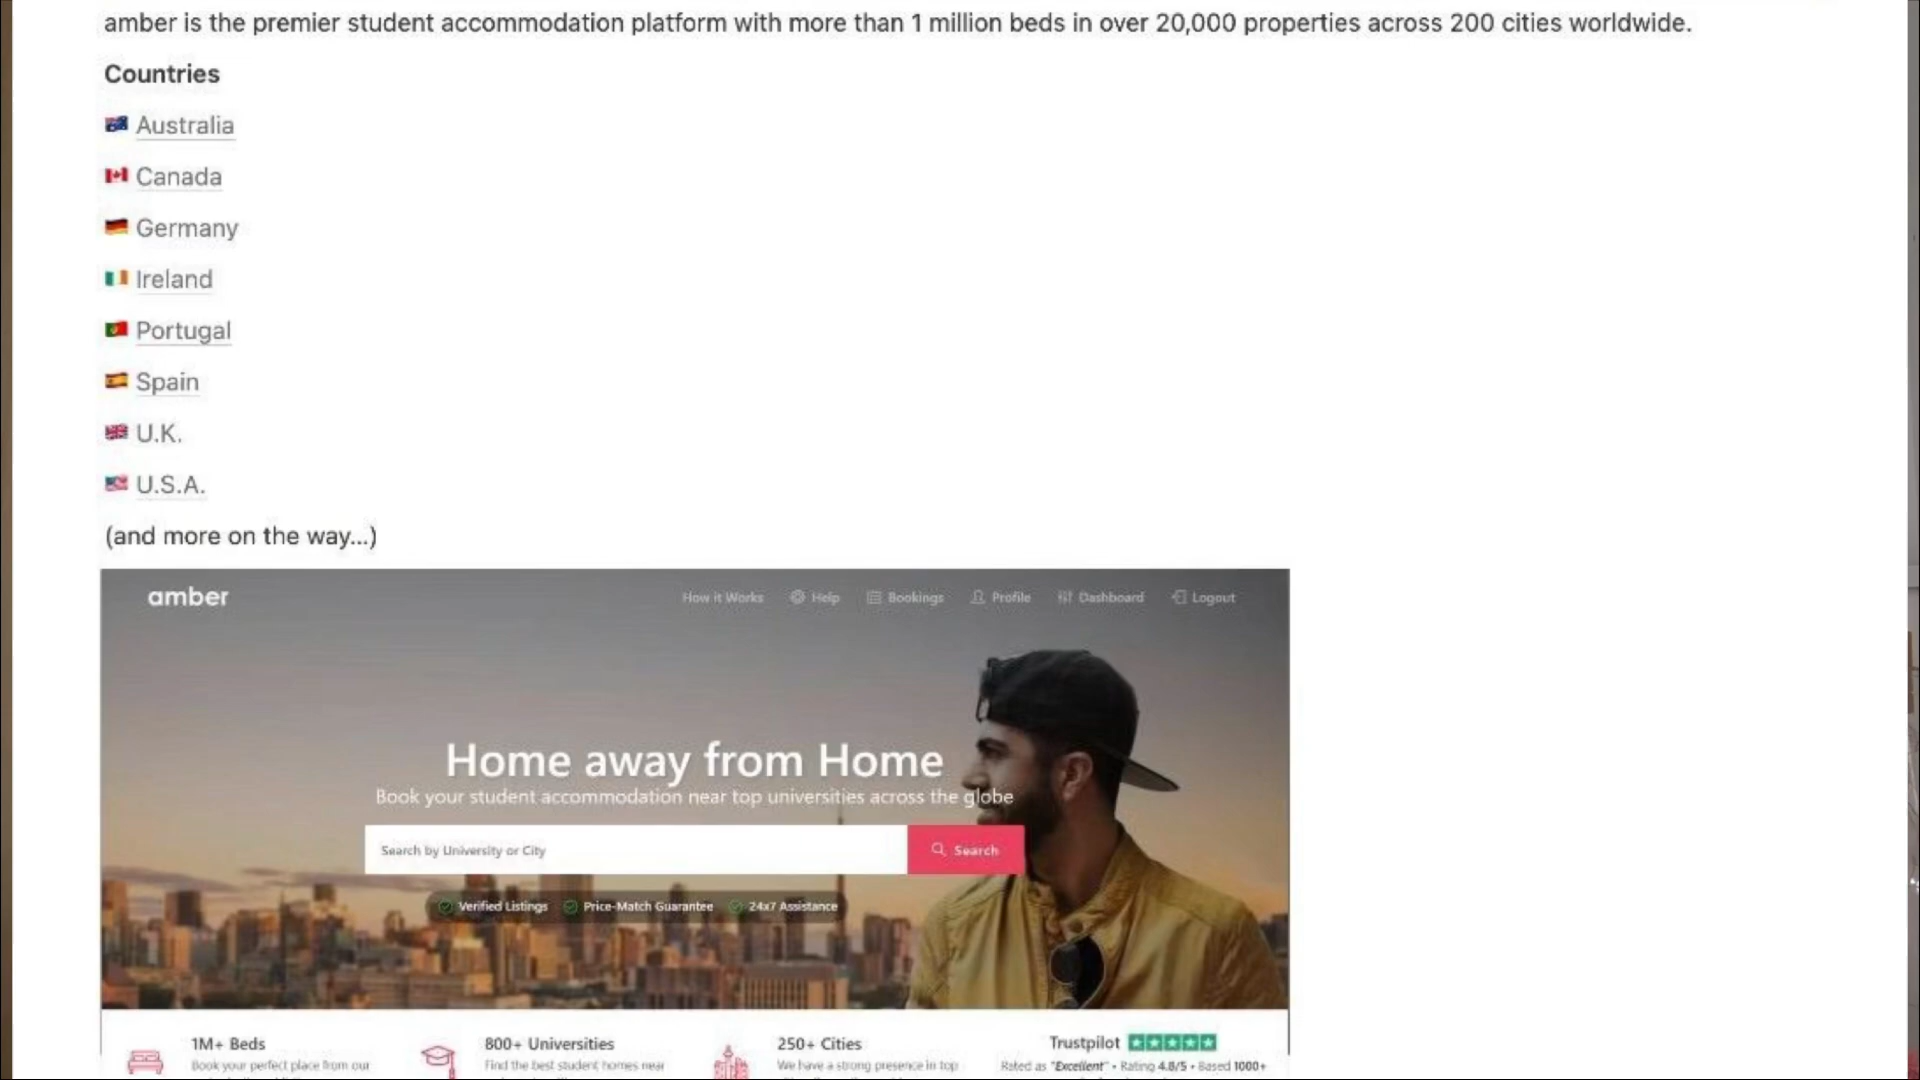 amber is the premier student accommodation platform with more than 1 million beds in over 20,000 properties across 200 cities worldwide.
Countries
Australia
Canada
Germany
Ireland
Portugal
Spain
U.K.
U.S.A.
(and more on the way...)
amber
How it Works Help Bookings Profile Dashboard Logout
Home away from Home
Book your student accommodation near top universities across the globe
Search by University or City Search
Verified Listings Price-Match Guarantee 24x7 Assistance
1M+ Beds
Book your perfect place from our
800+ Universities
Find the best student homes near
250+ Cities
We have a strong presence in top
Trustpilot
Rated as "Excellent" • Rating 4.8/5 • Based 1000+